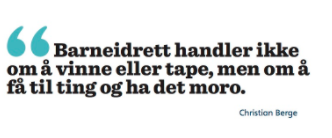 “Barneidrett handler ikke
om å vinne eller tape, men om å
få til ting og ha det moro.
Christian Berge